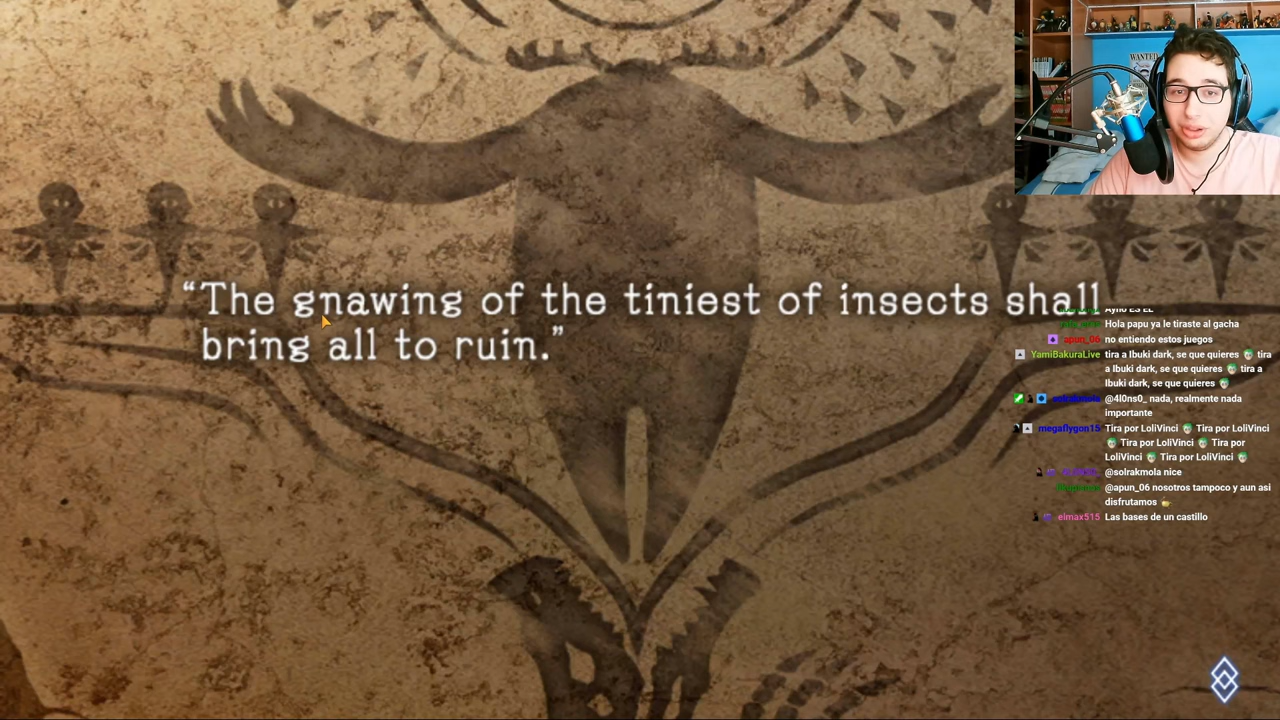 “The gnawing of the tiniest of insects shall
bring all to ruin.”
WANTED
Hola papu ya le tiraste al gacha
apun_06 no entiendo estos juegos
YamiBakuraLive tira a Ibuki dark, se que quieres tira
a Ibuki dark, se que quieres tira a
Ibuki dark, se que quieres
@4l0ns0_ nada, realmente nada
importante
megaflygon15 Tira por LoliVinci Tira por LoliVinci
Tira por LoliVinci Tira por
LoliVinci Tira por LoliVinci
@solrakmola nice
@apun_06 nosotros tampoco y aun asi
disfrutamos
elmax515 Las bases de un castillo